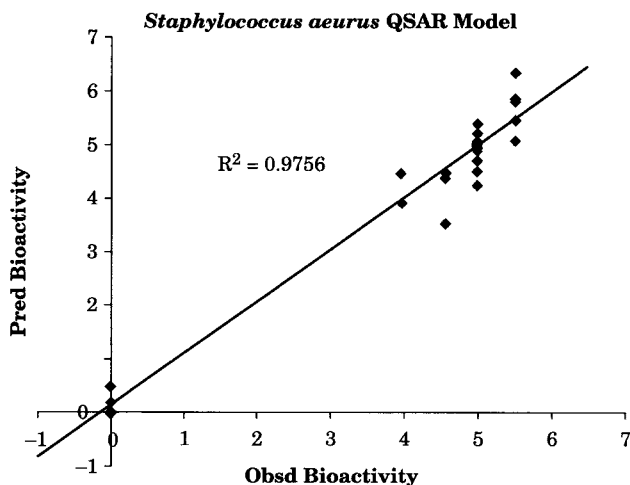 Staphylococcus aeurus QSAR Model
7
6
5
4
3
2
0
−1
R² = 0.9756
Pred Bioactivity
−1 0 1 2 3 4 5 6 7
Obsd Bioactivity